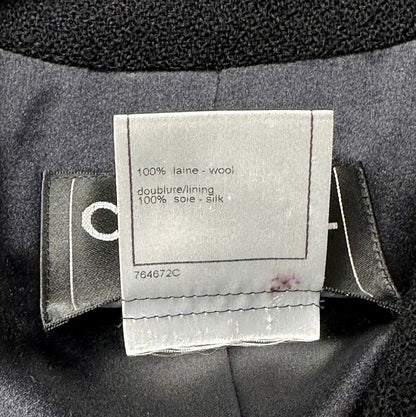 100% laine - wool
doublure/lining
100% soie - silk
764672C